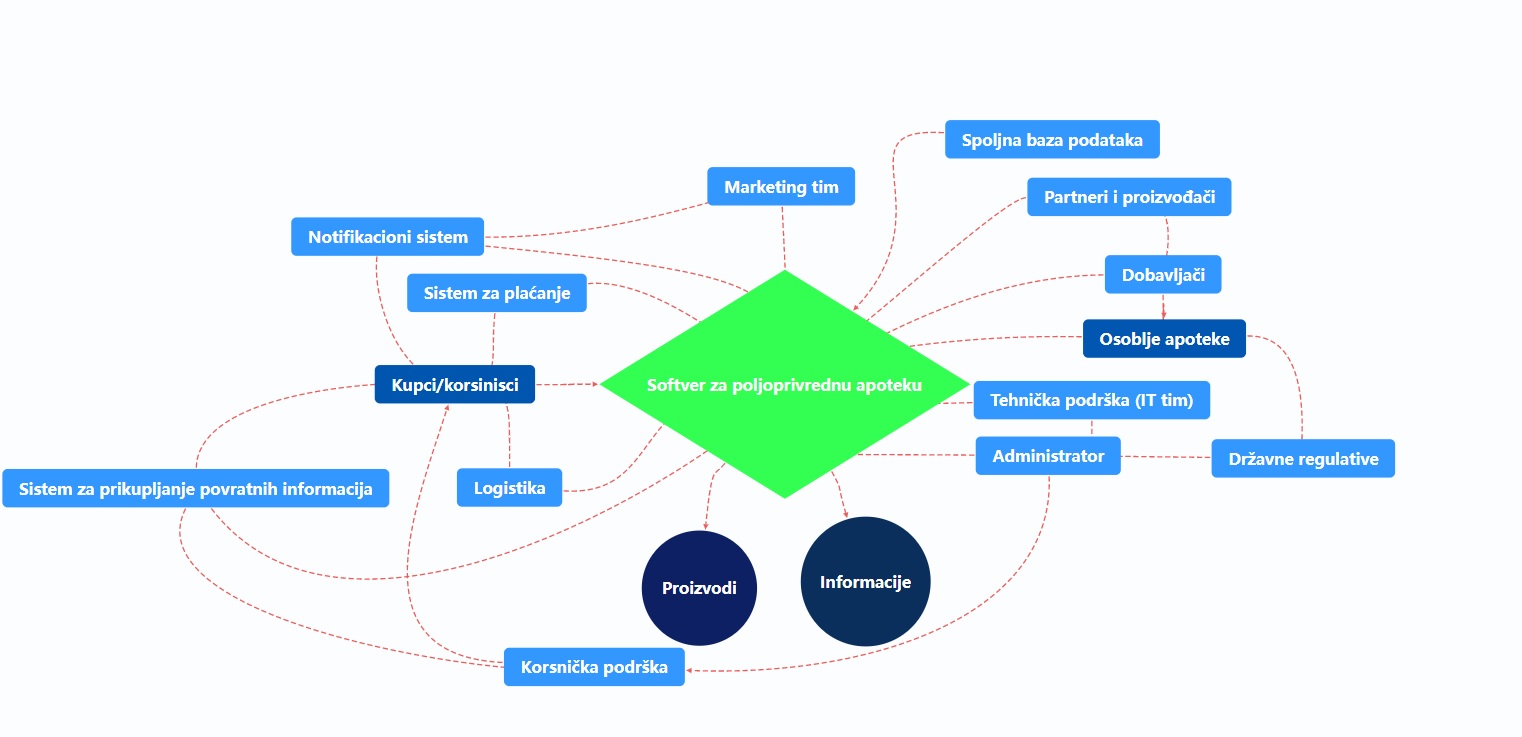 Spoljna baza podataka
Marketing tim
Partneri i proizvođači
Notifikacioni sistem
Dobavljači
Sistem za plaćanje
Osoblje apoteke
Kupci/korsinisci
Softver za poljoprivrednu apoteku
Tehnička podrška (IT tim)
Administrator
Državne regulative
Sistem za prikupljanje povratnih informacija
Logistika
Proizvodi
Informacije
Korsnička podrška